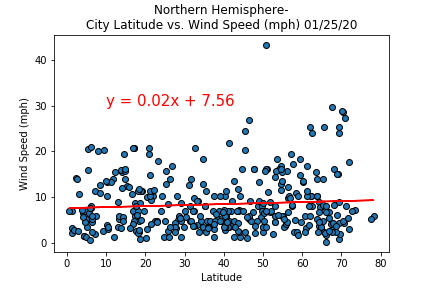 Northern Hemisphere-
City Latitude vs. Wind Speed (mph) 01/25/20
40
30
20
10
0
Wind Speed (mph)
y = 0.02x + 7.56
0 10 20 30 40 50 60 70 80
Latitude